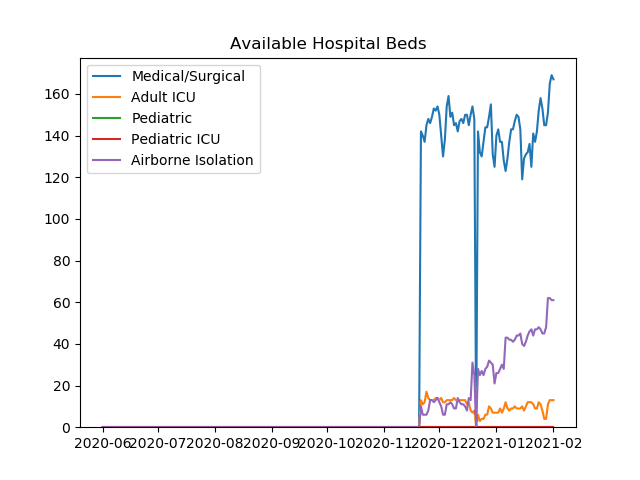 Available Hospital Beds
Medical/Surgical
Adult ICU
Pediatric
Pediatric ICU
Airborne Isolation
160
140
120
100
80
60
40
20
0
2020-06 2020-07 2020-08 2020-09 2020-10 2020-11 2020-12 2021-01 2021-02